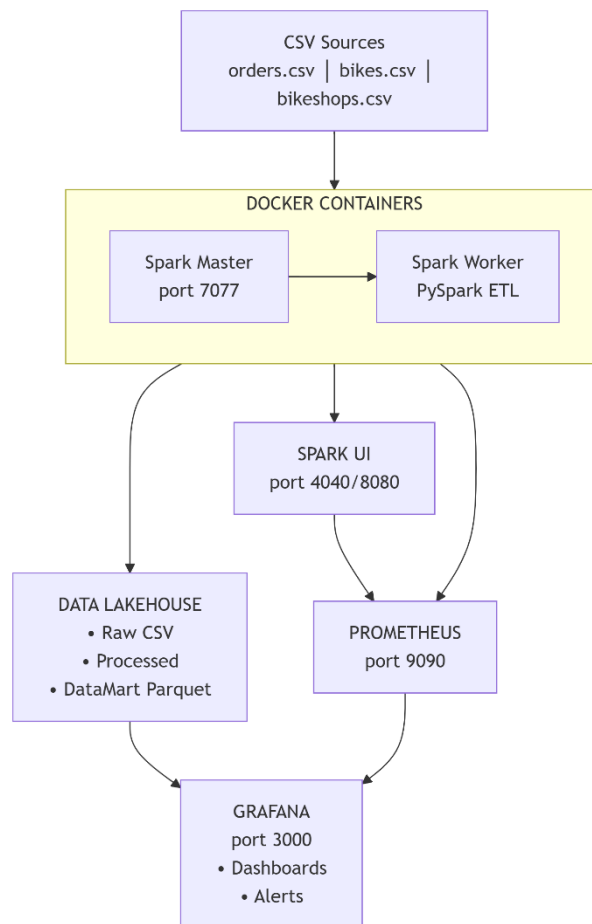 CSV Sources
orders.csv | bikes.csv |
bikeshops.csv
DOCKER CONTAINERS
Spark Master
port 7077
Spark Worker
PySpark ETL
SPARK UI
port 4040/8080
DATA LAKEHOUSE
• Raw CSV
• Processed
• DataMart Parquet
PROMETHEUS
port 9090
GRAFANA
port 3000
• Dashboards
• Alerts